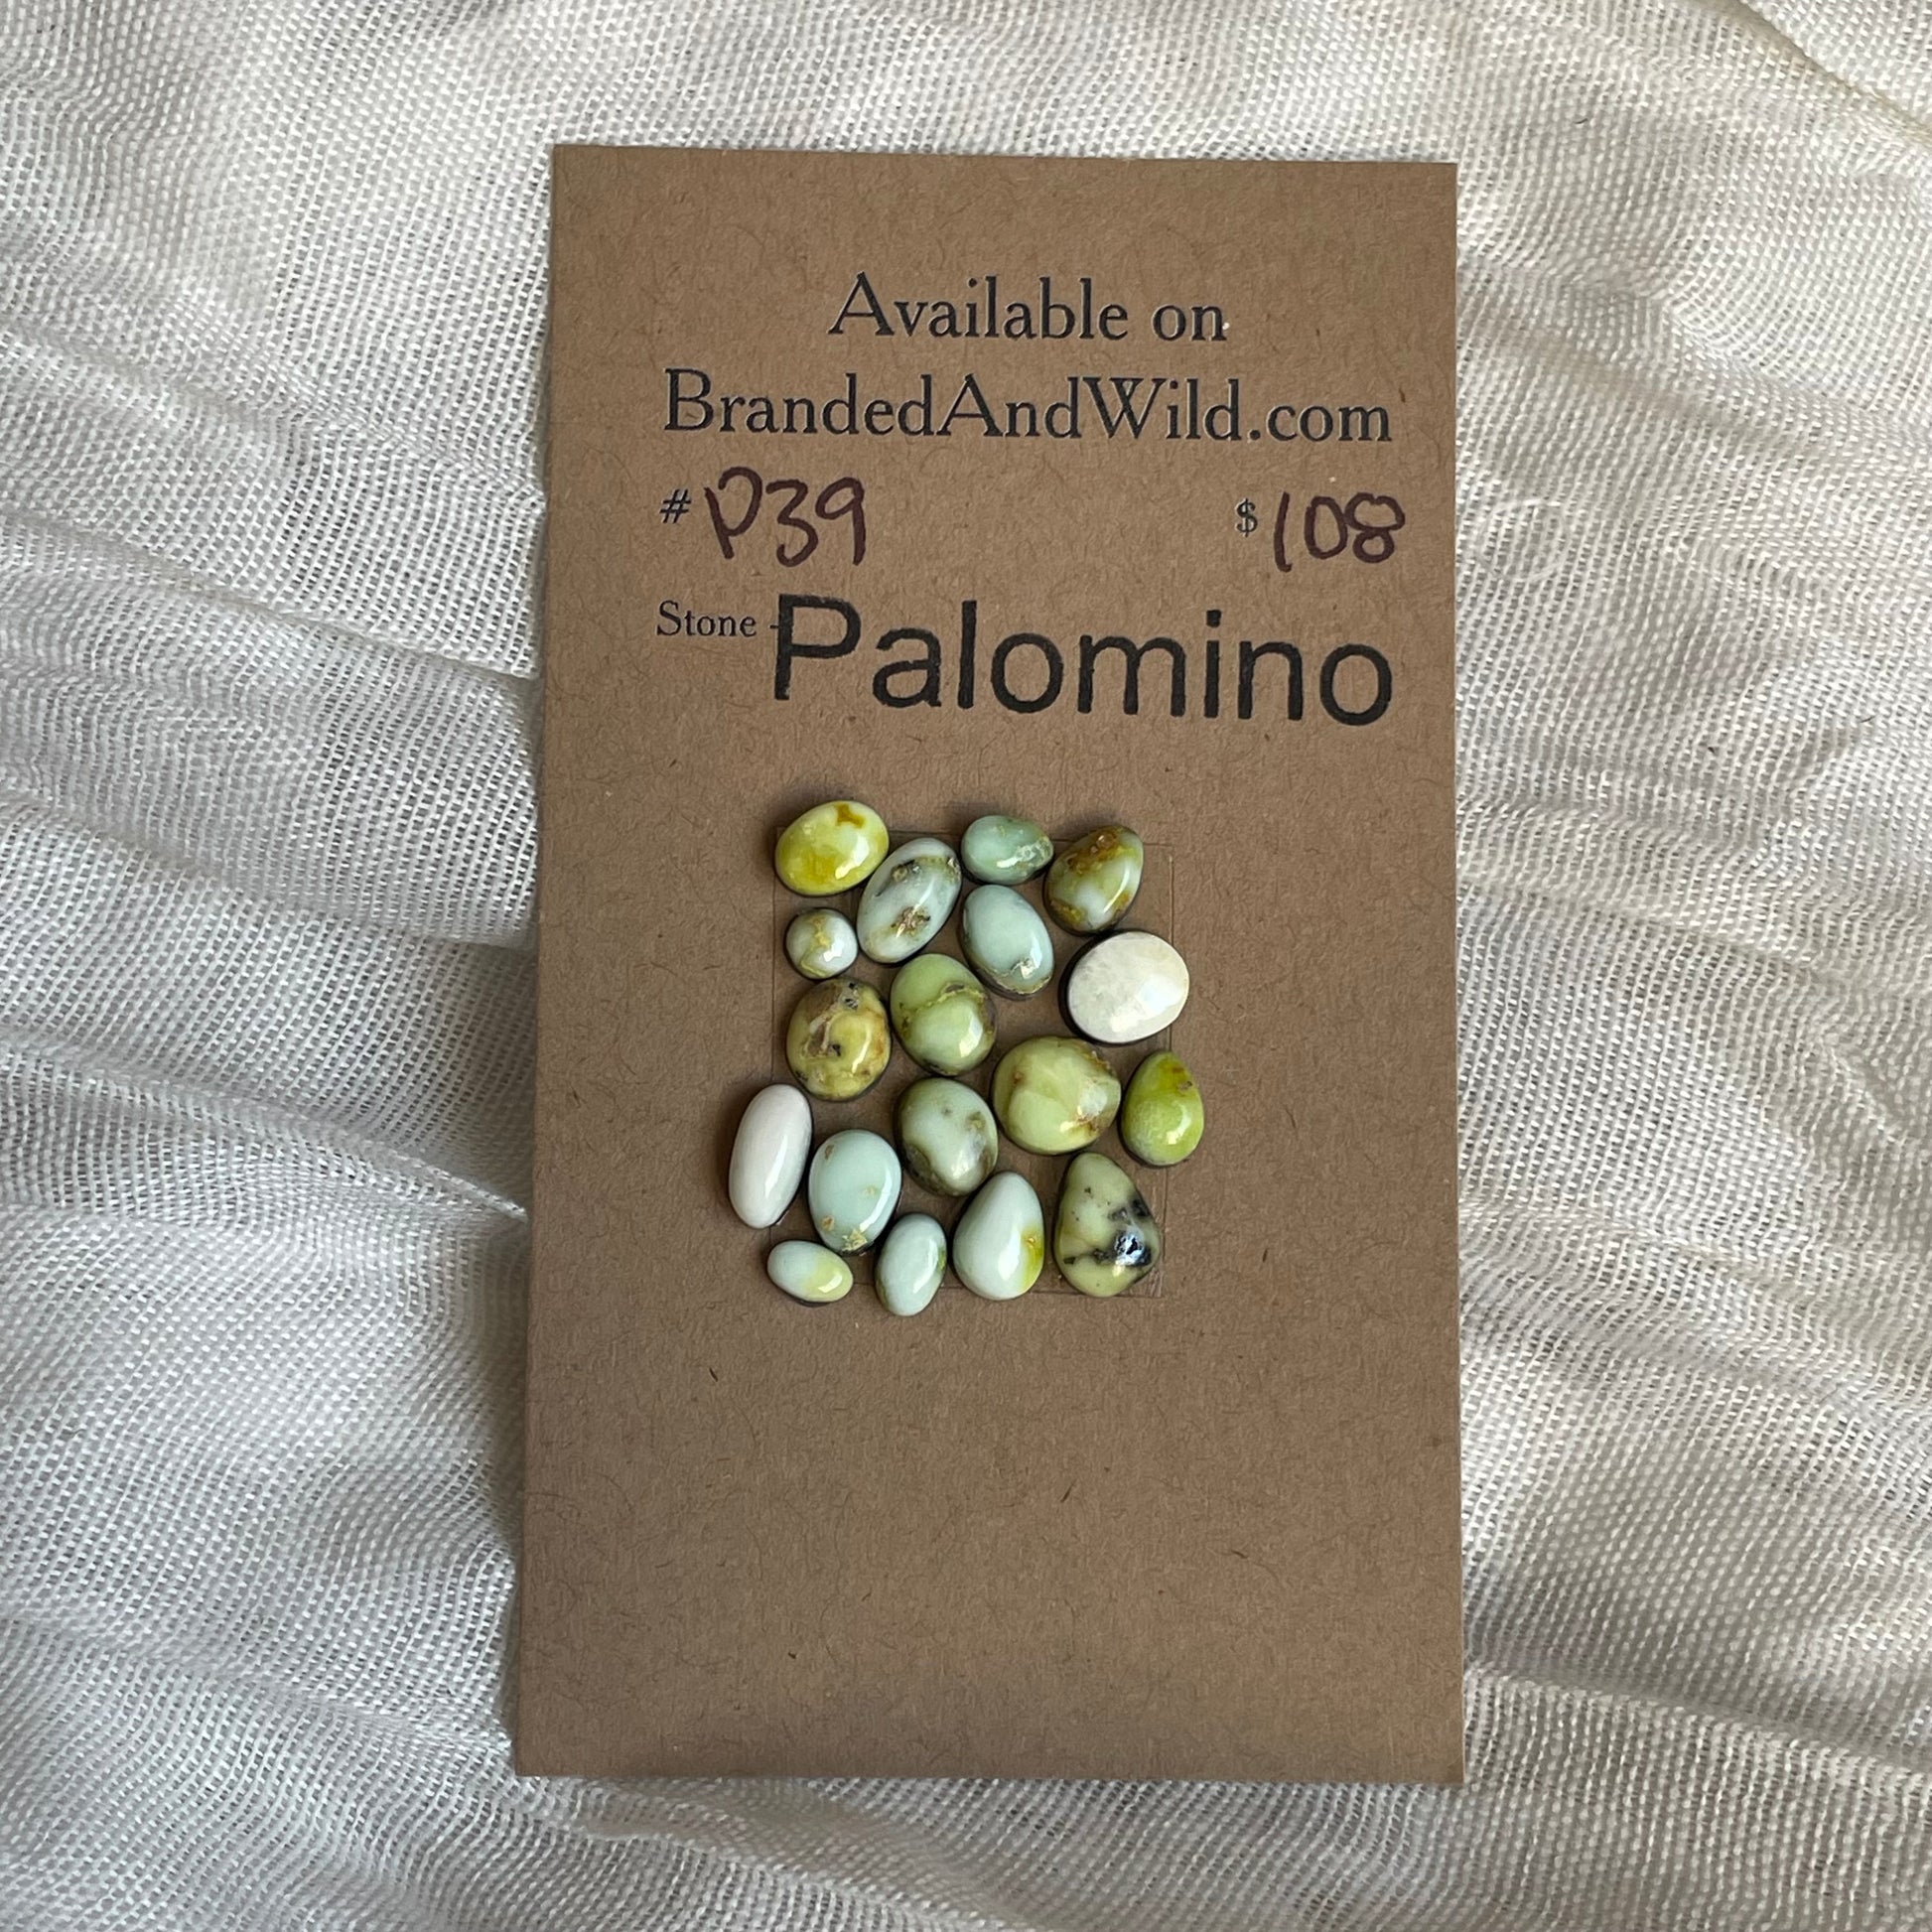 Available on
BrandedAndWild.com
# P39 $108
Stone - Palomino